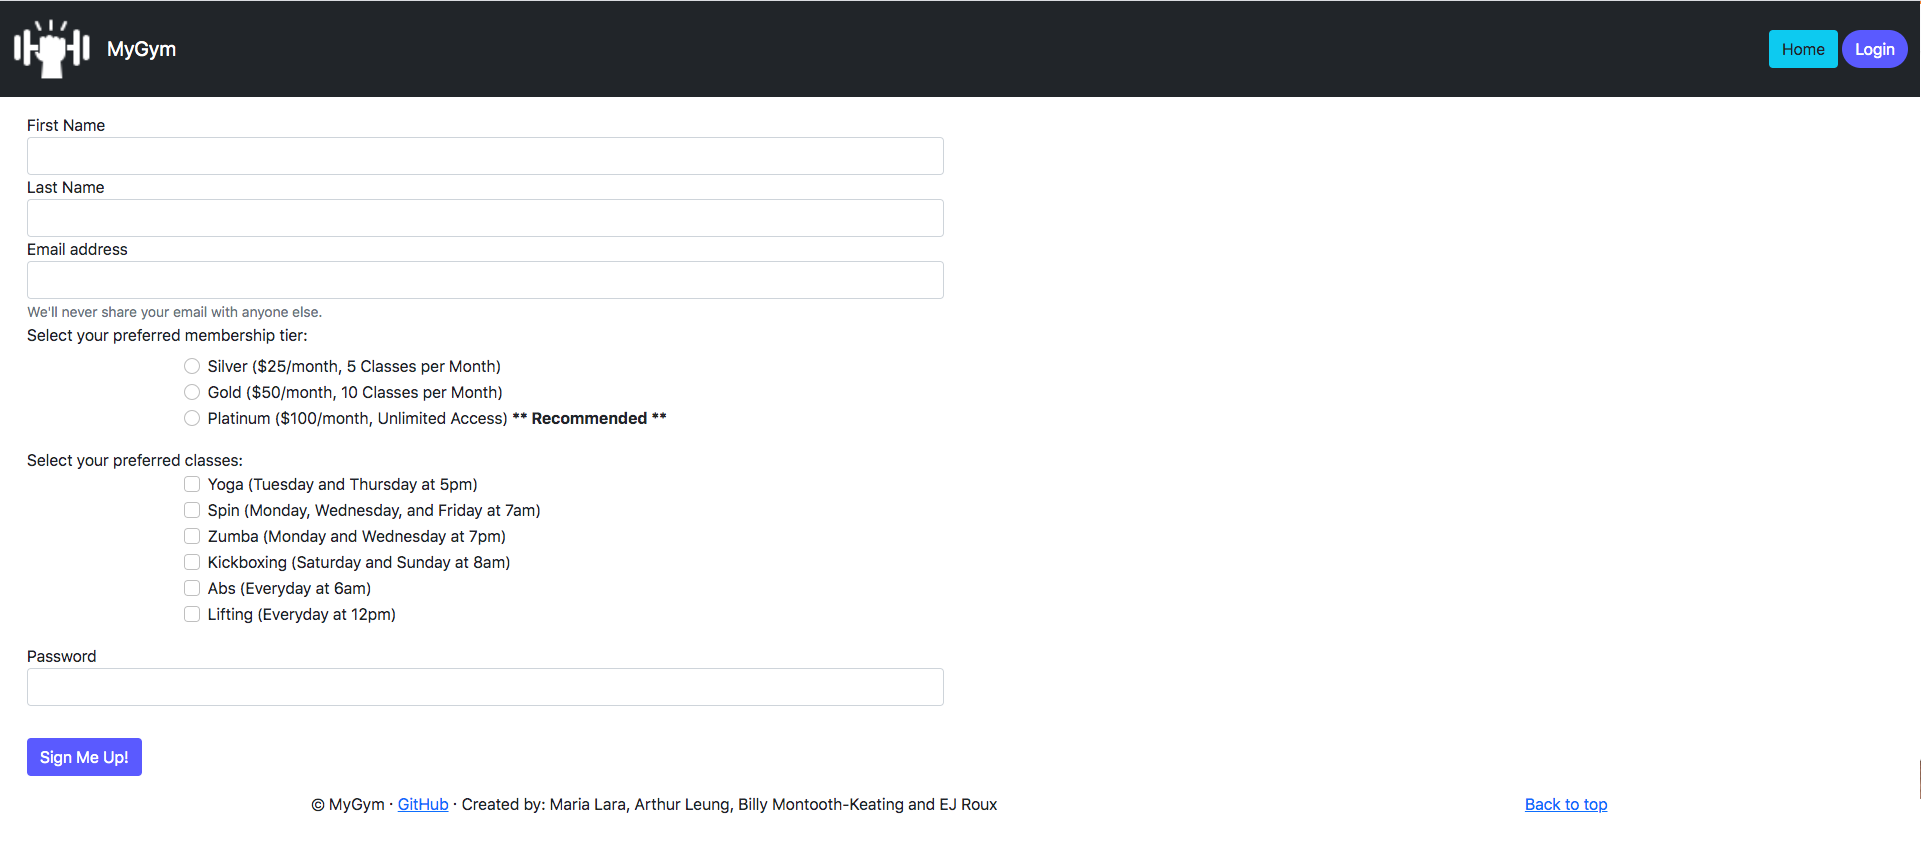 MyGym
Home Login
First Name
Last Name
Email address
We'll never share your email with anyone else.
Select your preferred membership tier:
Silver ($25/month, 5 Classes per Month)
Gold ($50/month, 10 Classes per Month)
Platinum ($100/month, Unlimited Access) ** Recommended **
Select your preferred classes:
Yoga (Tuesday and Thursday at 5pm)
Spin (Monday, Wednesday, and Friday at 7am)
Zumba (Monday and Wednesday at 7pm)
Kickboxing (Saturday and Sunday at 8am)
Abs (Everyday at 6am)
Lifting (Everyday at 12pm)
Password
Sign Me Up!
© MyGym · GitHub · Created by: Maria Lara, Arthur Leung, Billy Montooth-Keating and EJ Roux Back to top